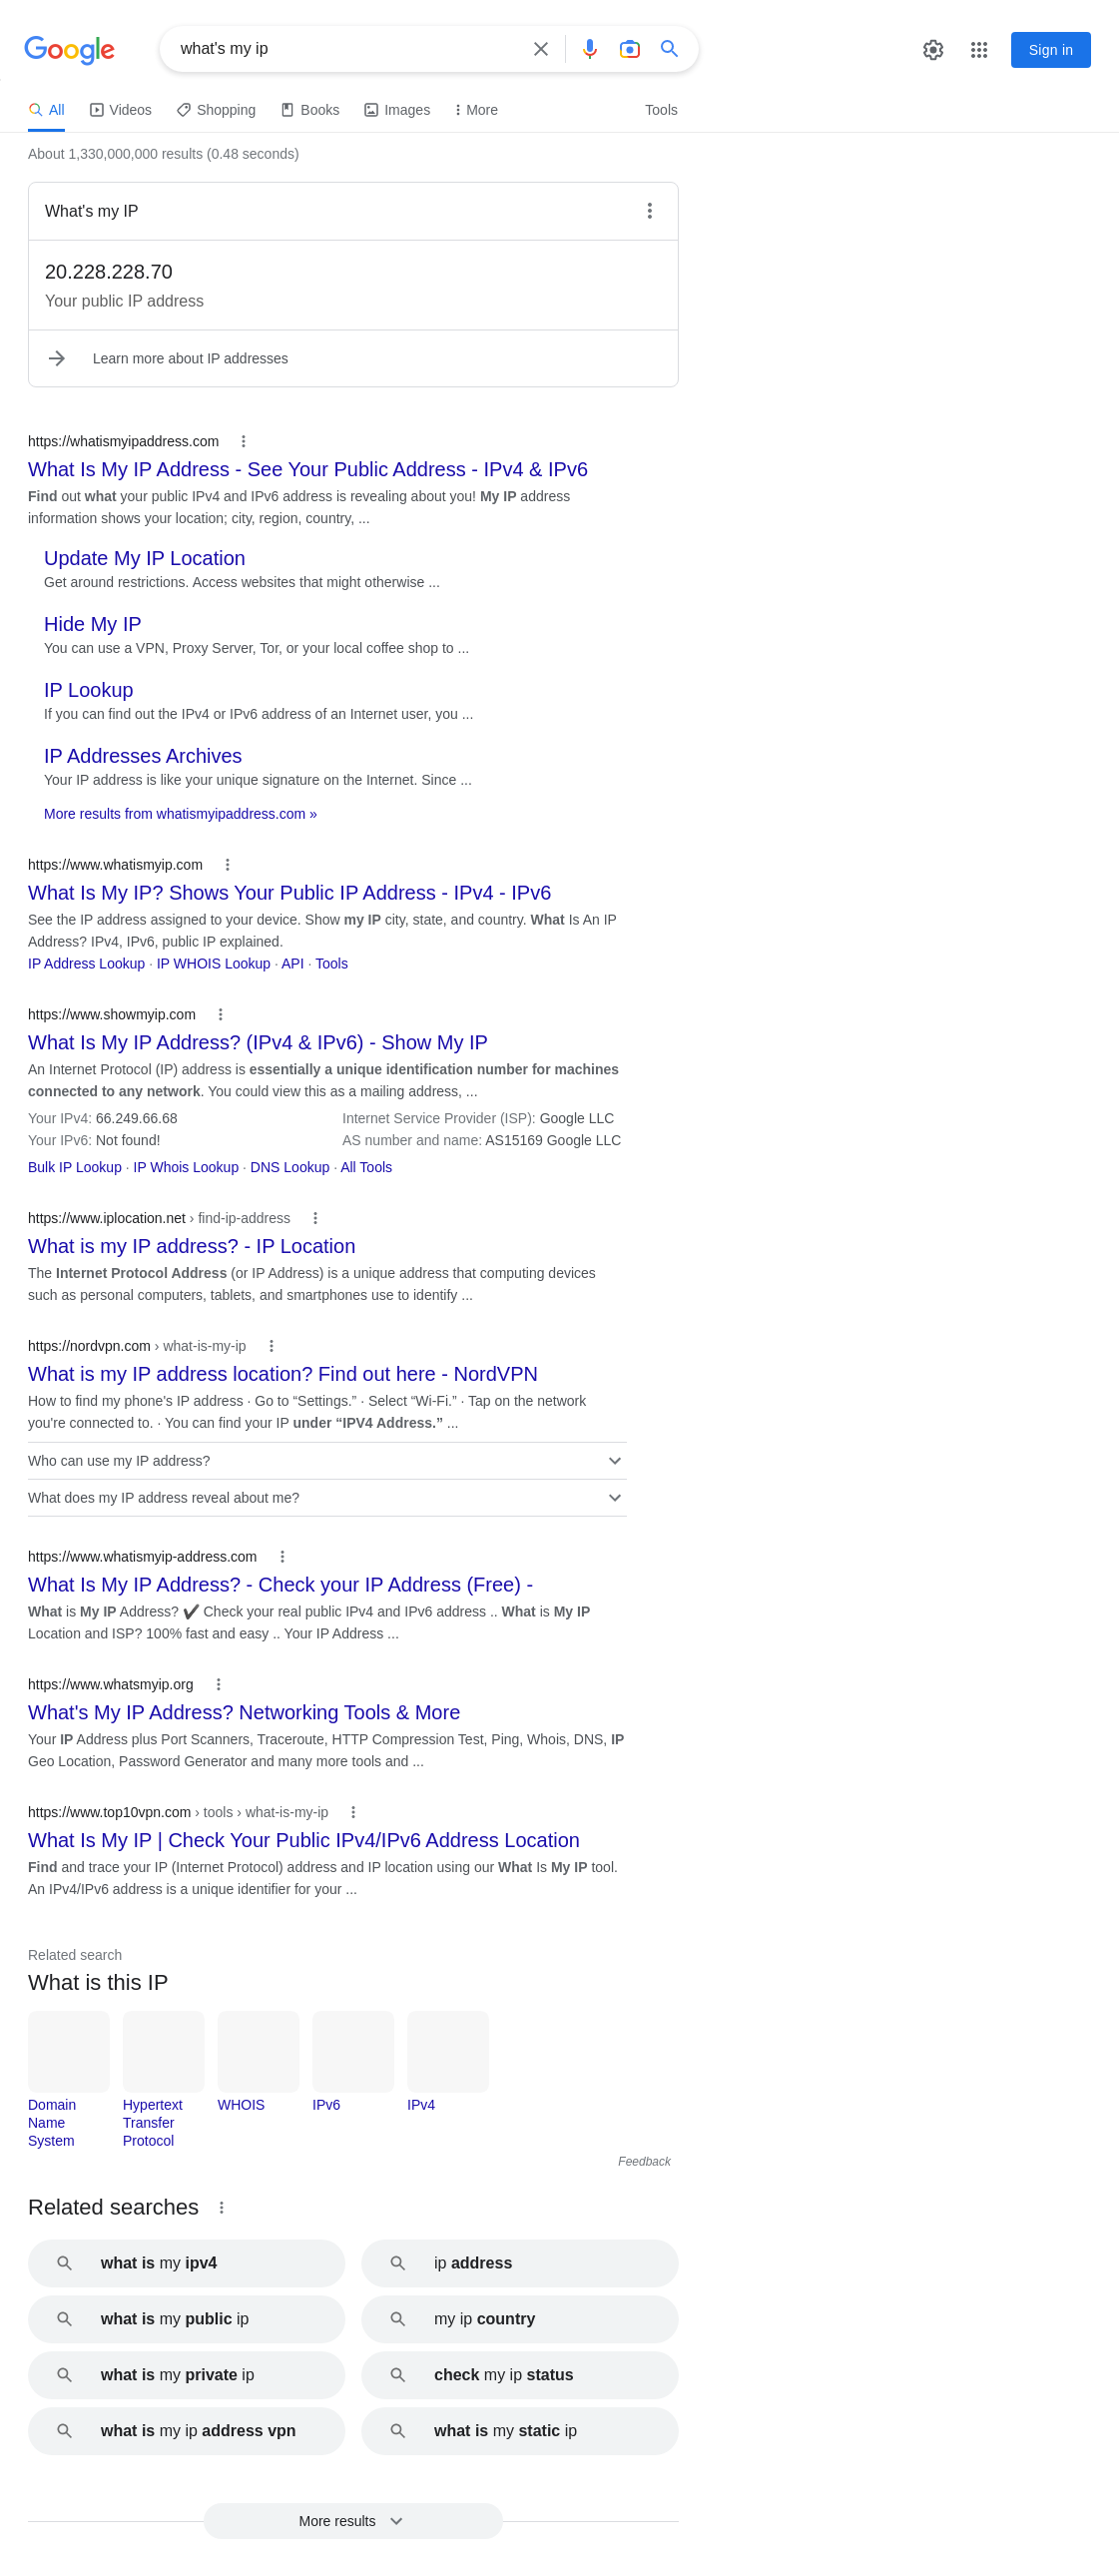 Google
what's my ip
Sign in
All
Videos
Shopping
Books
Images
More
Tools
About 1,330,000,000 results (0.48 seconds)
What's my IP
20.228.228.70
Your public IP address
Learn more about IP addresses
https://whatismyipaddress.com
What Is My IP Address - See Your Public Address - IPv4 & IPv6
Find out what your public IPv4 and IPv6 address is revealing about you! My IP address
information shows your location; city, region, country, ...
Update My IP Location
Get around restrictions. Access websites that might otherwise ...
Hide My IP
You can use a VPN, Proxy Server, Tor, or your local coffee shop to ...
IP Lookup
If you can find out the IPv4 or IPv6 address of an Internet user, you ...
IP Addresses Archives
Your IP address is like your unique signature on the Internet. Since ...
More results from whatismyipaddress.com »
https://www.whatismyip.com
What Is My IP? Shows Your Public IP Address - IPv4 - IPv6
See the IP address assigned to your device. Show my IP city, state, and country. What Is An IP
Address? IPv4, IPv6, public IP explained.
IP Address Lookup · IP WHOIS Lookup · API · Tools
https://www.showmyip.com
What Is My IP Address? (IPv4 & IPv6) - Show My IP
An Internet Protocol (IP) address is essentially a unique identification number for machines
connected to any network. You could view this as a mailing address, ...
Your IPv4: 66.249.66.68
Internet Service Provider (ISP): Google LLC
Your IPv6: Not found!
AS number and name: AS15169 Google LLC
Bulk IP Lookup · IP Whois Lookup · DNS Lookup · All Tools
https://www.iplocation.net › find-ip-address
What is my IP address? - IP Location
The Internet Protocol Address (or IP Address) is a unique address that computing devices
such as personal computers, tablets, and smartphones use to identify ...
https://nordvpn.com › what-is-my-ip
What is my IP address location? Find out here - NordVPN
How to find my phone's IP address · Go to “Settings.” · Select “Wi-Fi.” · Tap on the network
you're connected to. · You can find your IP under “IPV4 Address.” ...
Who can use my IP address?
What does my IP address reveal about me?
https://www.whatismyip-address.com
What Is My IP Address? - Check your IP Address (Free) -
What is My IP Address? ✔ Check your real public IPv4 and IPv6 address .. What is My IP
Location and ISP? 100% fast and easy .. Your IP Address ...
https://www.whatsmyip.org
What's My IP Address? Networking Tools & More
Your IP Address plus Port Scanners, Traceroute, HTTP Compression Test, Ping, Whois, DNS, IP
Geo Location, Password Generator and many more tools and ...
https://www.top10vpn.com › tools › what-is-my-ip
What Is My IP | Check Your Public IPv4/IPv6 Address Location
Find and trace your IP (Internet Protocol) address and IP location using our What Is My IP tool.
An IPv4/IPv6 address is a unique identifier for your ...
Related search
What is this IP
Domain
Name
System
Hypertext
Transfer
Protocol
WHOIS
IPv6
IPv4
Feedback
Related searches
what is my ipv4
ip address
what is my public ip
my ip country
what is my private ip
check my ip status
what is my ip address vpn
what is my static ip
More results